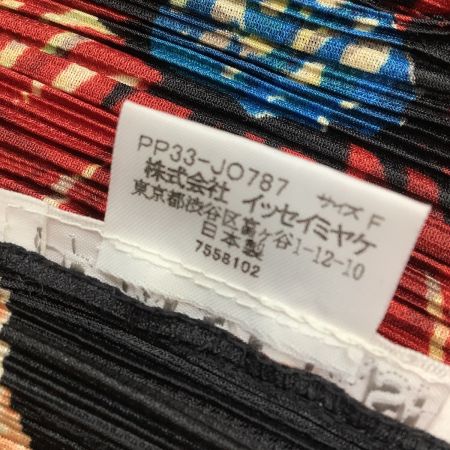 PP33-JO787 サイズ F
株式会社 イッセイミヤケ
東京都渋谷区富ケ谷1-12-10
日本製
7558102